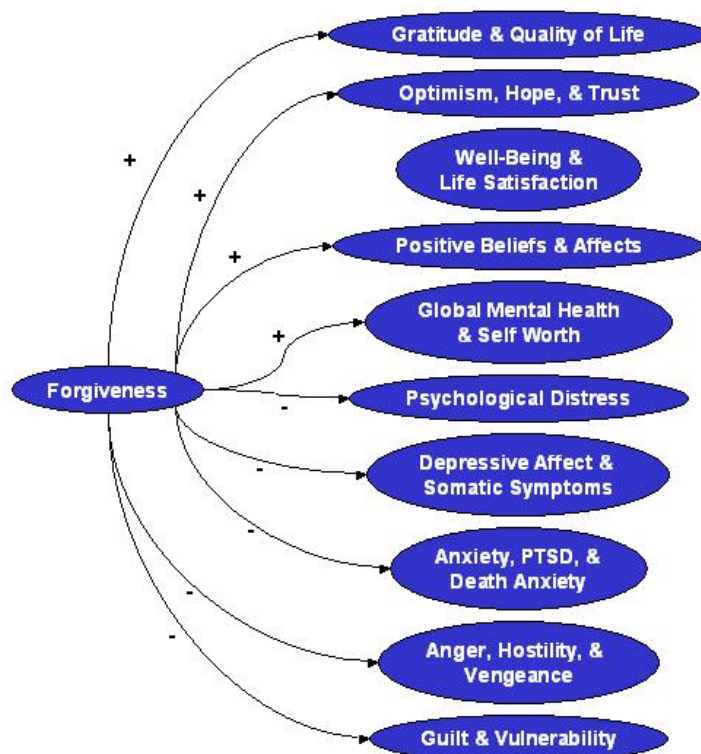 Gratitude & Quality of Life
Optimism, Hope, & Trust
+
+
Well-Being &
Life Satisfaction
+
Positive Beliefs & Affects
+
Global Mental Health
& Self Worth
Forgiveness
-
Psychological Distress
-
Depressive Affect &
Somatic Symptoms
-
Anxiety, PTSD, &
Death Anxiety
-
-
Anger, Hostility, &
Vengeance
Guilt & Vulnerability